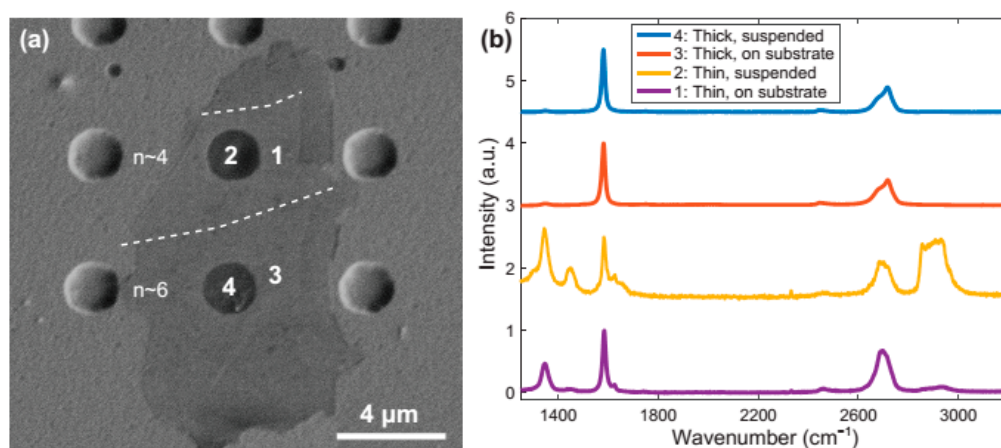 (a)
n~4
2
1
n~6
4
3
4 μm
(b)
4: Thick, suspended
3: Thick, on substrate
2: Thin, suspended
1: Thin, on substrate
Intensity (a.u.)
6
5
4
3
2
1
0
1400 1800 2200 2600 3000
Wavenumber (cm⁻¹)